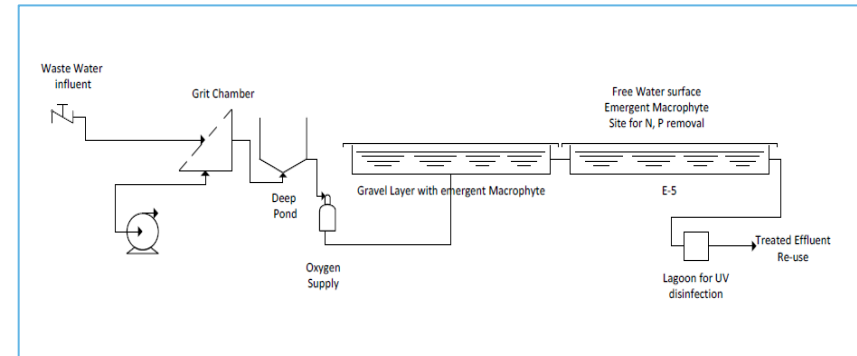 Waste Water
influent
Grit Chamber
Free Water surface
Emergent Macrophyte
Site for N, P removal
Deep
Pond
Gravel Layer with emergent Macrophyte
E-5
Oxygen
Supply
Treated Effluent
Re-use
Lagoon for UV
disinfection